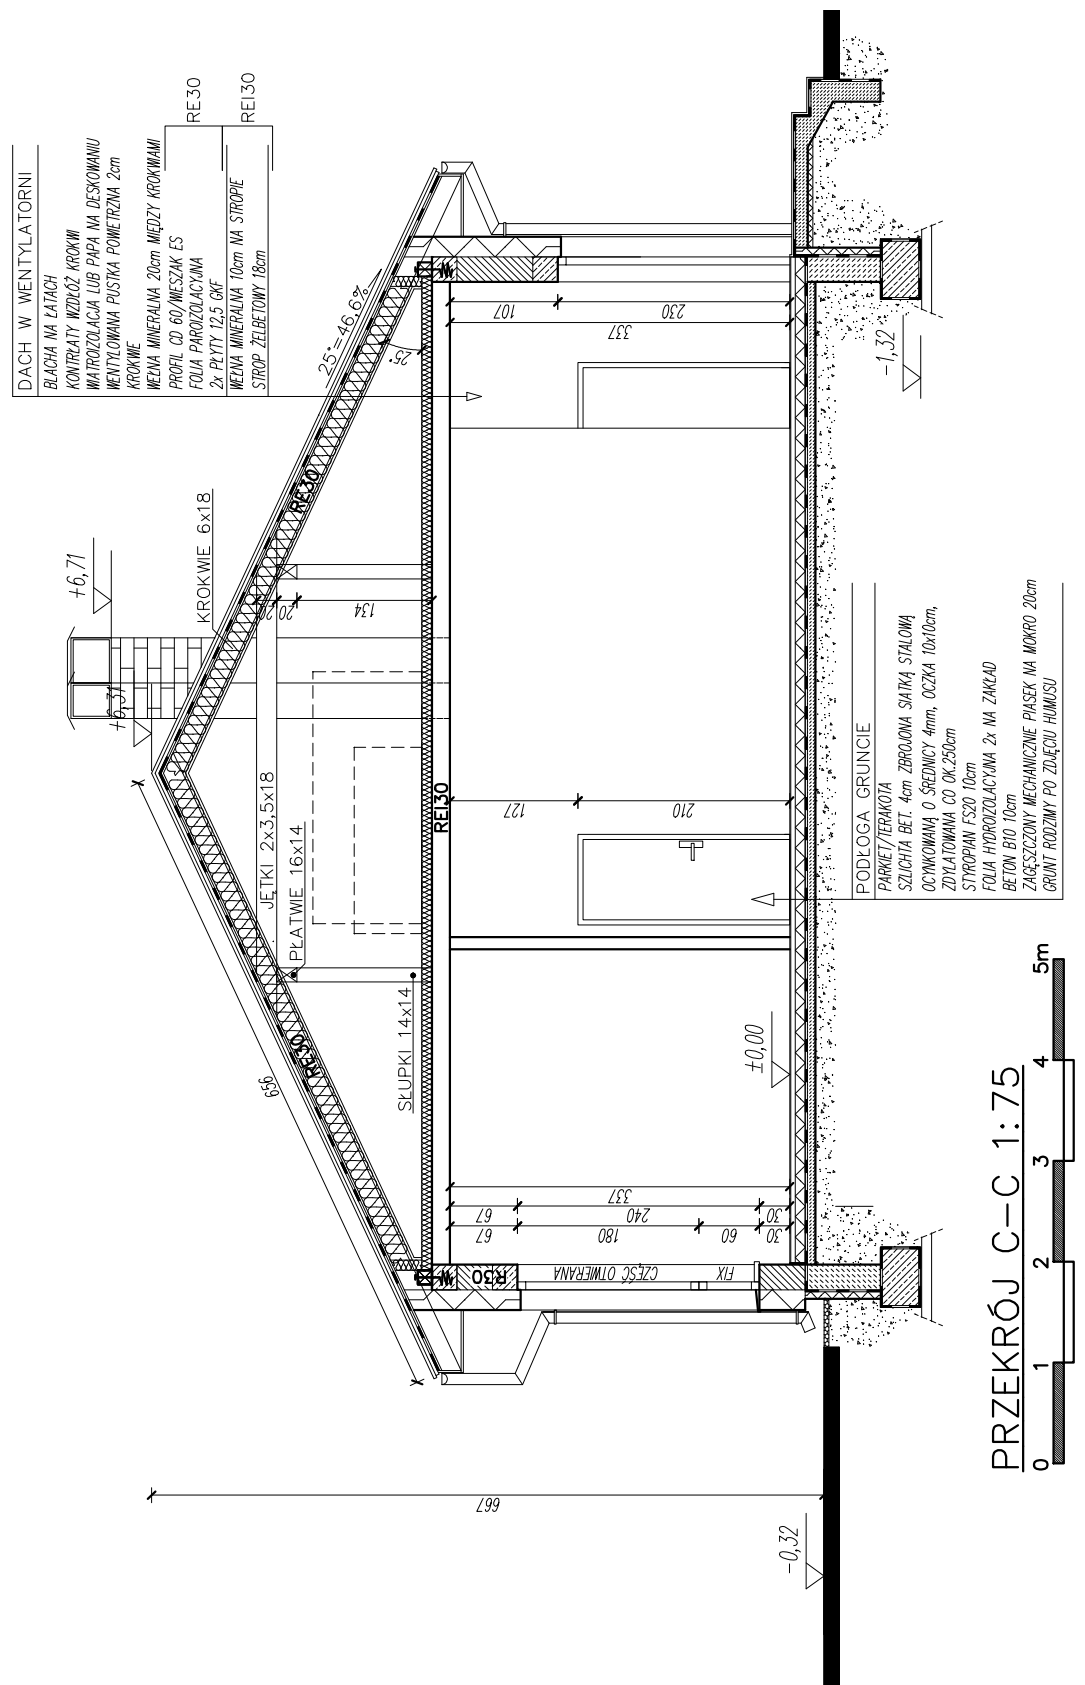 DACH W WENTYLATORNI
BLACHA NA ŁATACH
KONTRŁATY WZDŁÓŻ KROKWI
WIATROIZOLACJA LUB PAPA NA DESKOWANIU
WENTYLOWANA PUSTKA POWIETRZNA 2cm
KROKWIE
WEŁNA MINERALNA 20cm MIĘDZY KROKWIAMI
PROFIL CD 60/WIESZAK ES
FOLIA PAROIZOLACYJNA
2x PŁYTY 12,5 GKF
WEŁNA MINERALNA 10cm NA STROPIE
STROP ŻELBETOWY 18cm
RE30
REI30
+6,71
+6,31
KROKWIE 6x18
25°=46,6%
25°
RE30
20
20
134
JĘTKI 2x3,5x18
PŁATWIE 16x14
SŁUPKI 14x14
RE30
656
REI30
107
230
337
127
210
67
240
30
337
67
180
60
30
R30
CZĘŚĆ OTWIERANA
FIX
±0,00
-1,32
-0,32
667
PODŁOGA GRUNCIE
PARKIET/TERAKOTA
SZLICHTA BET. 4cm ZBROJONA SIATKĄ STALOWĄ
OCYNKOWANĄ O ŚREDNICY 4mm, OCZKA 10x10cm,
ZDYLATOWANA CO OK.250cm
STYROPIAN FS20 10cm
FOLIA HYDROIZOLACYJNA 2x NA ZAKŁAD
BETON B10 10cm
ZAGĘSZCZONY MECHANICZNIE PIASEK NA MOKRO 20cm
GRUNT RODZIMY PO ZDJĘCIU HUMUSU
PRZEKRÓJ C-C 1:75
0 1 2 3 4 5m